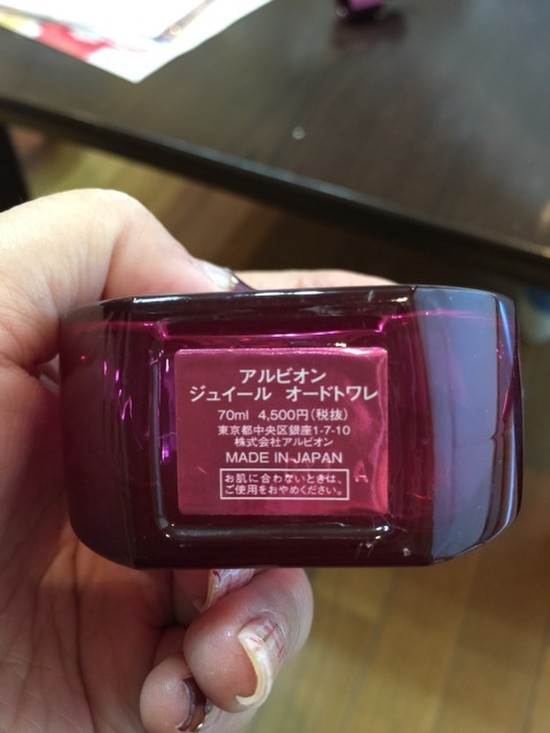 アルビオン
ジュイール オードトワレ
70ml 4,500円(税抜)
東京都中央区銀座1-7-10
株式会社アルビオン
MADE IN JAPAN
お肌に合わないときは、
ご使用をおやめください。